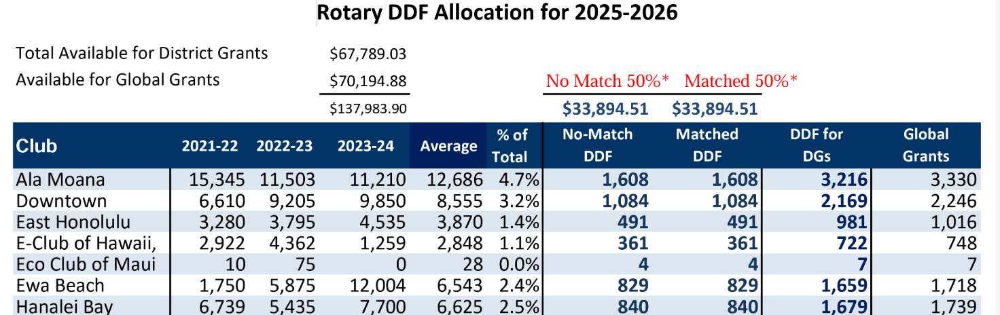 Rotary DDF Allocation for 2025-2026
Total Available for District Grants $67,789.03
Available for Global Grants $70,194.88 No Match 50%* Matched 50%*
$137,983.90 $33,894.51 $33,894.51
Club 2021-22 2022-23 2023-24 Average % of Total No-Match DDF Matched DDF DDF for DGs Global Grants
Ala Moana 15,345 11,503 11,210 12,686 4.7% 1,608 1,608 3,216 3,330
Downtown 6,610 9,205 9,850 8,555 3.2% 1,084 1,084 2,169 2,246
East Honolulu 3,280 3,795 4,535 3,870 1.4% 491 491 981 1,016
E-Club of Hawaii, 2,922 4,362 1,259 2,848 1.1% 361 361 722 748
Eco Club of Maui 10 75 0 28 0.0% 4 4 7 7
Ewa Beach 1,750 5,875 12,004 6,543 2.4% 829 829 1,659 1,718
Hanalei Bay 6,739 5,435 7,700 6,625 2.5% 840 840 1,679 1,739